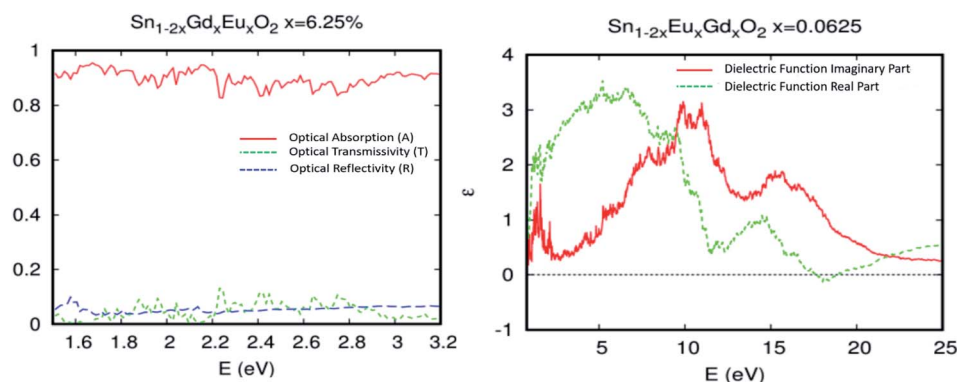 Sn1-2xGdxEuxO2 x=6.25%
1
0.8
0.6
0.4
0.2
0
Optical Absorption (A)
Optical Transmissivity (T)
Optical Reflectivity (R)
1.6 1.8 2 2.2 2.4 2.6 2.8 3 3.2
E (eV)
Sn1-2xEuxGdxO2 x=0.0625
4
3
2
1
0
-1
ε
Dielectric Function Imaginary Part
Dielectric Function Real Part
5 10 15 20 25
E (eV)